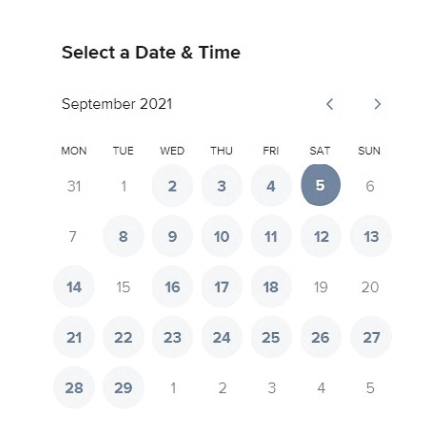 Select a Date & Time
September 2021
MON TUE WED THU FRI SAT SUN
31 1 2 3 4 5 6
7 8 9 10 11 12 13
14 15 16 17 18 19 20
21 22 23 24 25 26 27
28 29 1 2 3 4 5